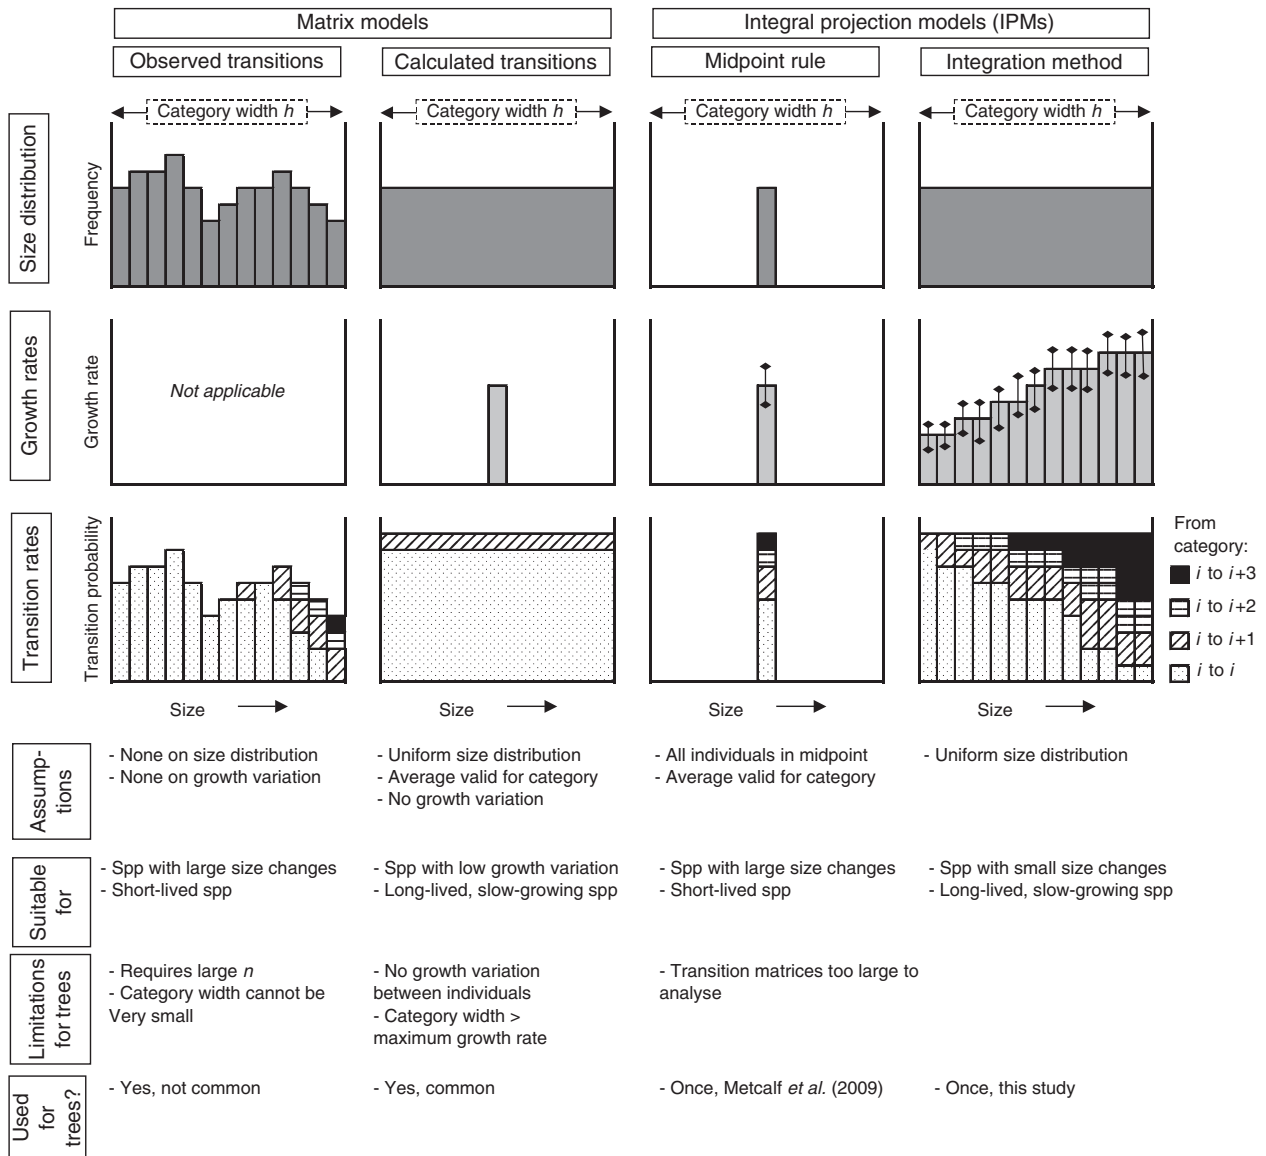 Matrix models
Integral projection models (IPMs)
Observed transitions
Calculated transitions
Midpoint rule
Integration method
Category width h
Category width h
Category width h
Category width h
Size distribution
Frequency
Growth rates
Growth rate
Not applicable
Transition rates
Transition probability
From
category:
i to i+3
i to i+2
i to i+1
i to i
Size
Size
Size
Size
Assump-
tions
- None on size distribution
- None on growth variation
- Uniform size distribution
- Average valid for category
- No growth variation
- All individuals in midpoint
- Average valid for category
- Uniform size distribution
Suitable
for
- Spp with large size changes
- Short-lived spp
- Spp with low growth variation
- Long-lived, slow-growing spp
- Spp with large size changes
- Short-lived spp
- Spp with small size changes
- Long-lived, slow-growing spp
Limitations
for trees
- Requires large n
- Category width cannot be
Very small
- No growth variation
between individuals
- Category width >
maximum growth rate
- Transition matrices too large to
analyse
Used
for
trees?
- Yes, not common
- Yes, common
- Once, Metcalf et al. (2009)
- Once, this study